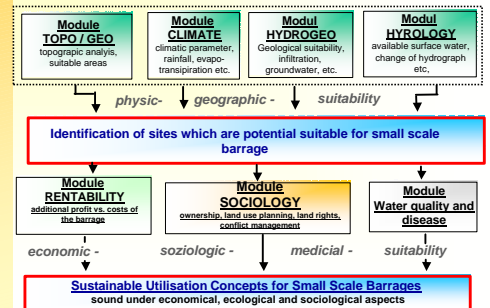 Module
TOPO / GEO
topograpic analyis,
suitable areas
Module
CLIMATE
climatic parameter,
rainfall, evapo-
transpiration etc.
Module
HYDROGEO
Geological suitability,
infiltration,
groundwater, etc.
Module
HYROLOGY
available surface water,
change of hydrograph
etc,
physic- geographic - suitability
Identification of sites which are potential suitable for small scale
barrage
Module
RENTABILITY
additional profit vs. costs of
the barrage
Module
SOCIOLOGY
ownership, land use planning, land rights,
conflict management
Module
Water quality and
disease
economic - soziologic - medicial - suitability
Sustainable Utilisation Concepts for Small Scale Barrages
sound under economical, ecological and sociological aspects